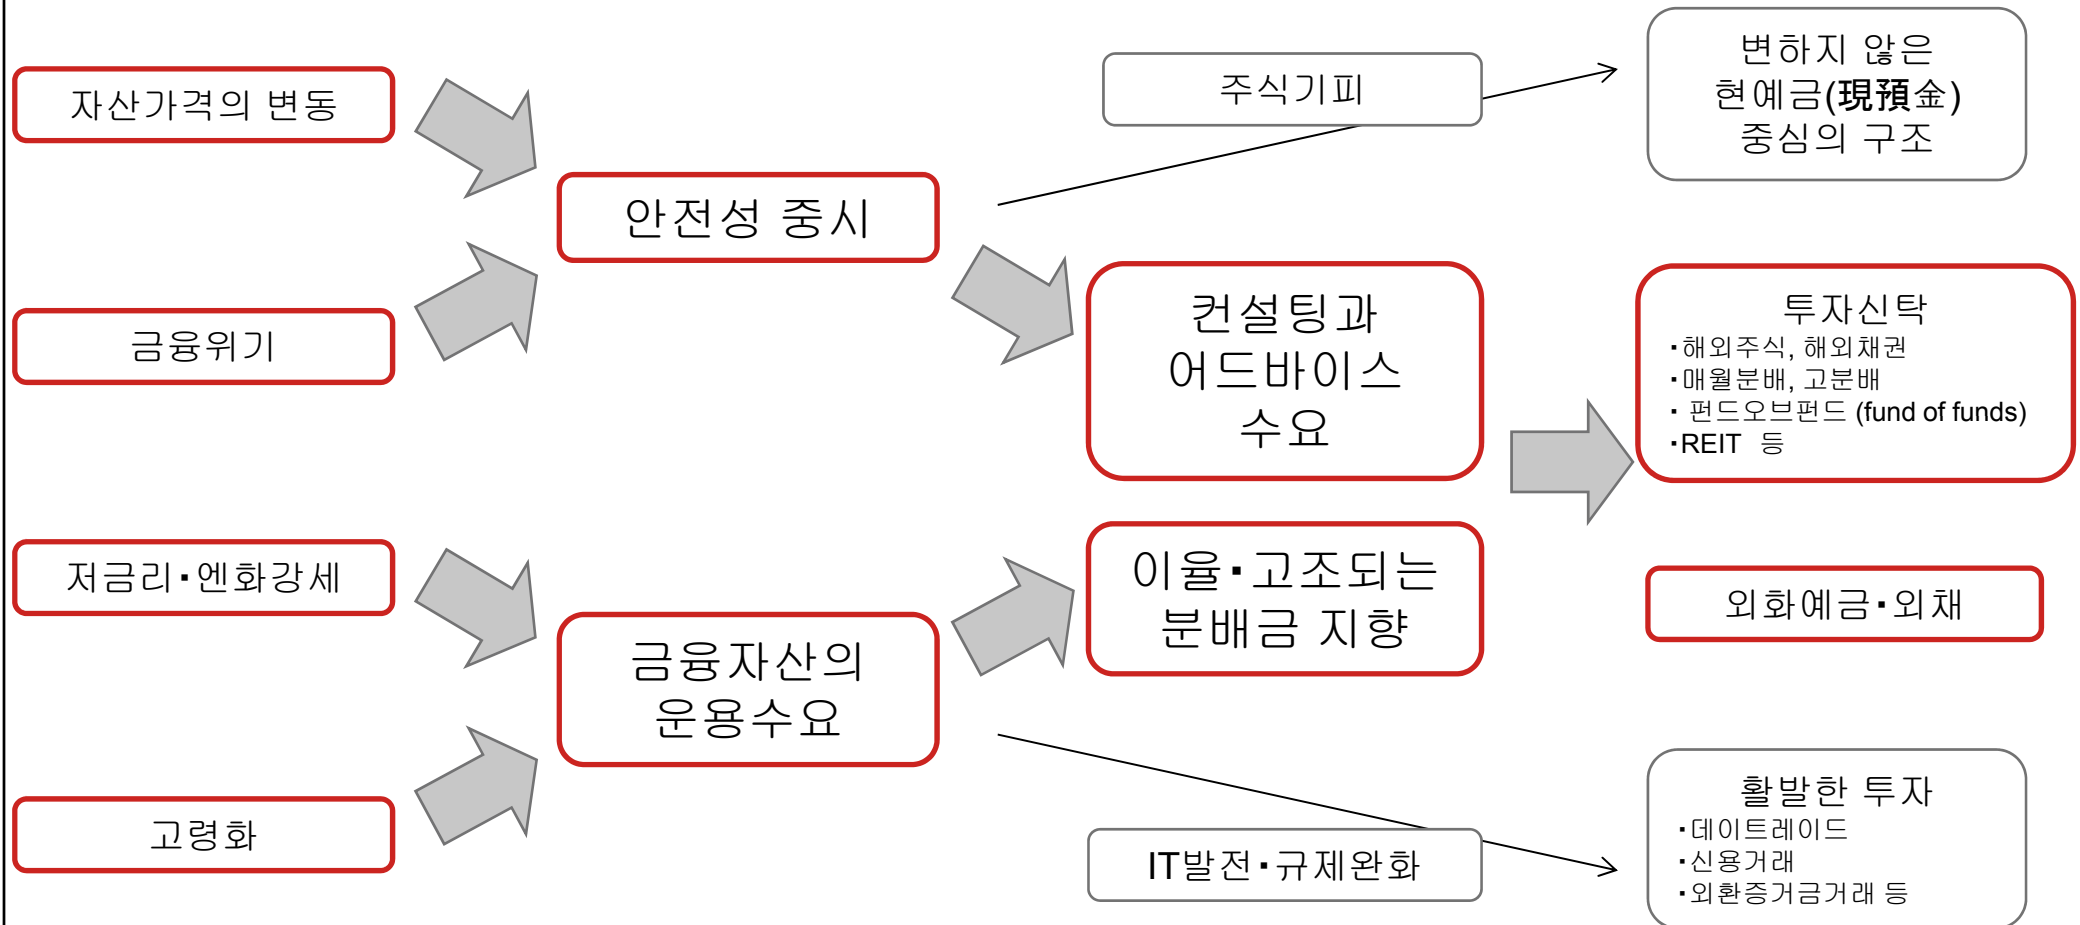 자산가격의 변동
금융위기
저금리▪엔화강세
고령화
안전성 중시
금융자산의
운용수요
주식기피
컨설팅과
어드바이스
수요
이율▪고조되는
분배금 지향
IT발전▪규제완화
변하지 않은
현예금(現預金)
중심의 구조
투자신탁
▪해외주식, 해외채권
▪매월분배, 고분배
▪ 펀드오브펀드 (fund of funds)
▪REIT 등
외화예금▪외채
활발한 투자
▪데이트레이드
▪신용거래
▪외환증거금거래 등